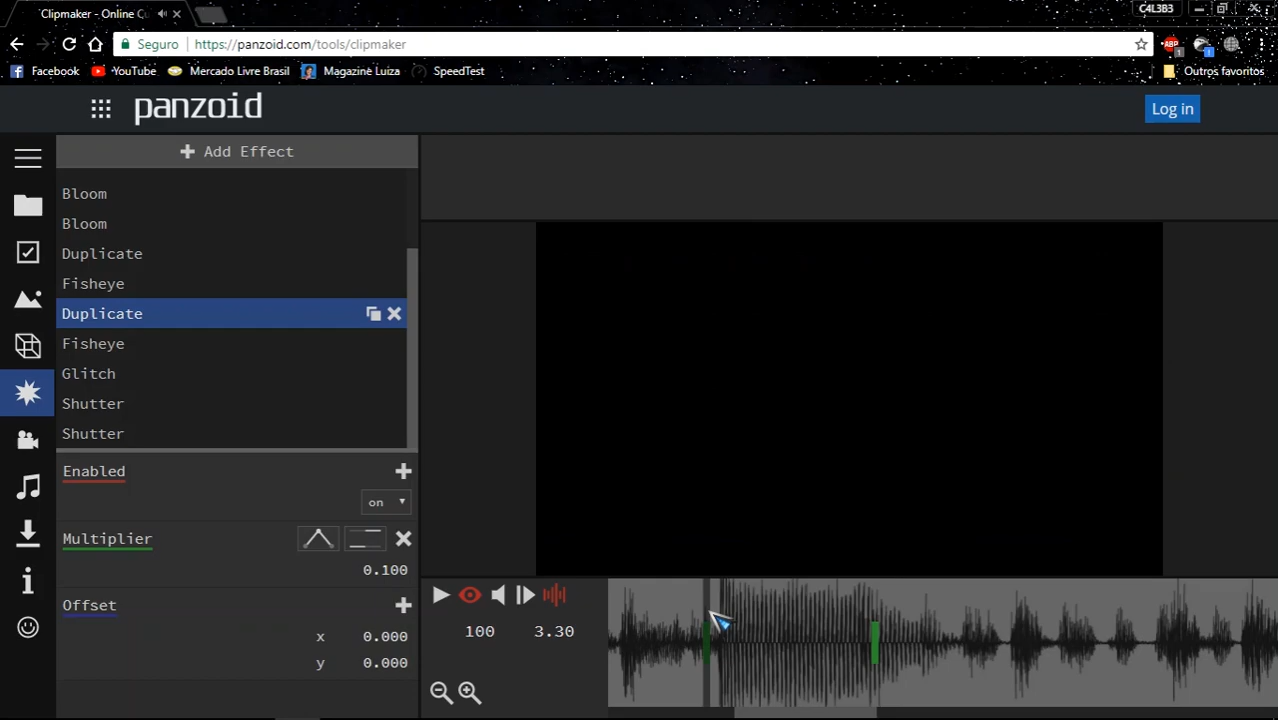 Clipmaker - Online
C4L3B3
Seguro
https://panzoid.com/tools/clipmaker
ABP
1
Facebook
YouTube
Mercado Livre Brasil
Magazine Luiza
SpeedTest
Outros favoritos
panzoid
Log in
Add Effect
Bloom
Bloom
Duplicate
Fisheye
Duplicate
Fisheye
Glitch
Shutter
Shutter
Enabled
on
Multiplier
0.100
Offset
x 0.000
y 0.000
100 3.30